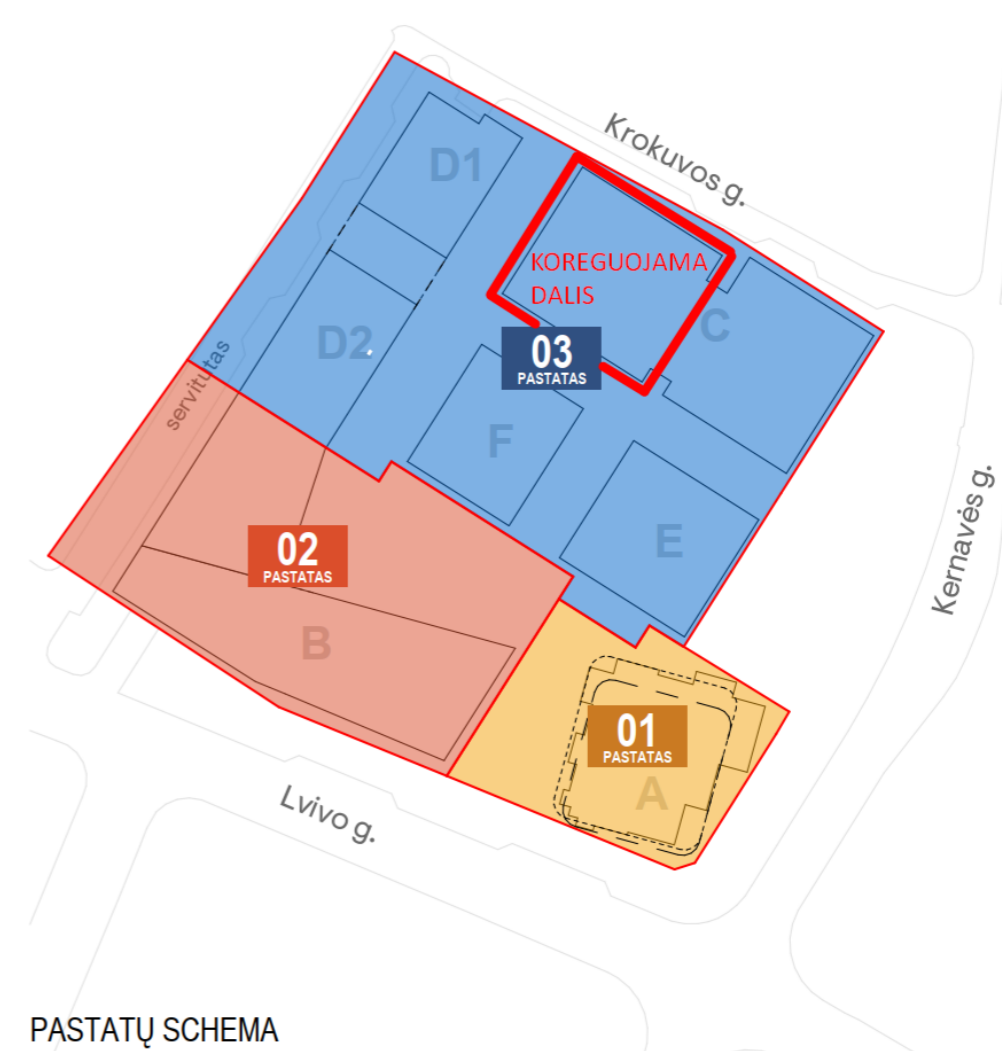 Krokuvos g.
D1
KOREGUOJAMA
DALIS
C
D2
03
PASTATAS
servitutas
F
E
Kernavės g.
02
PASTATAS
B
01
PASTATAS
A
Lvivo g.
PASTATŲ SCHEMA